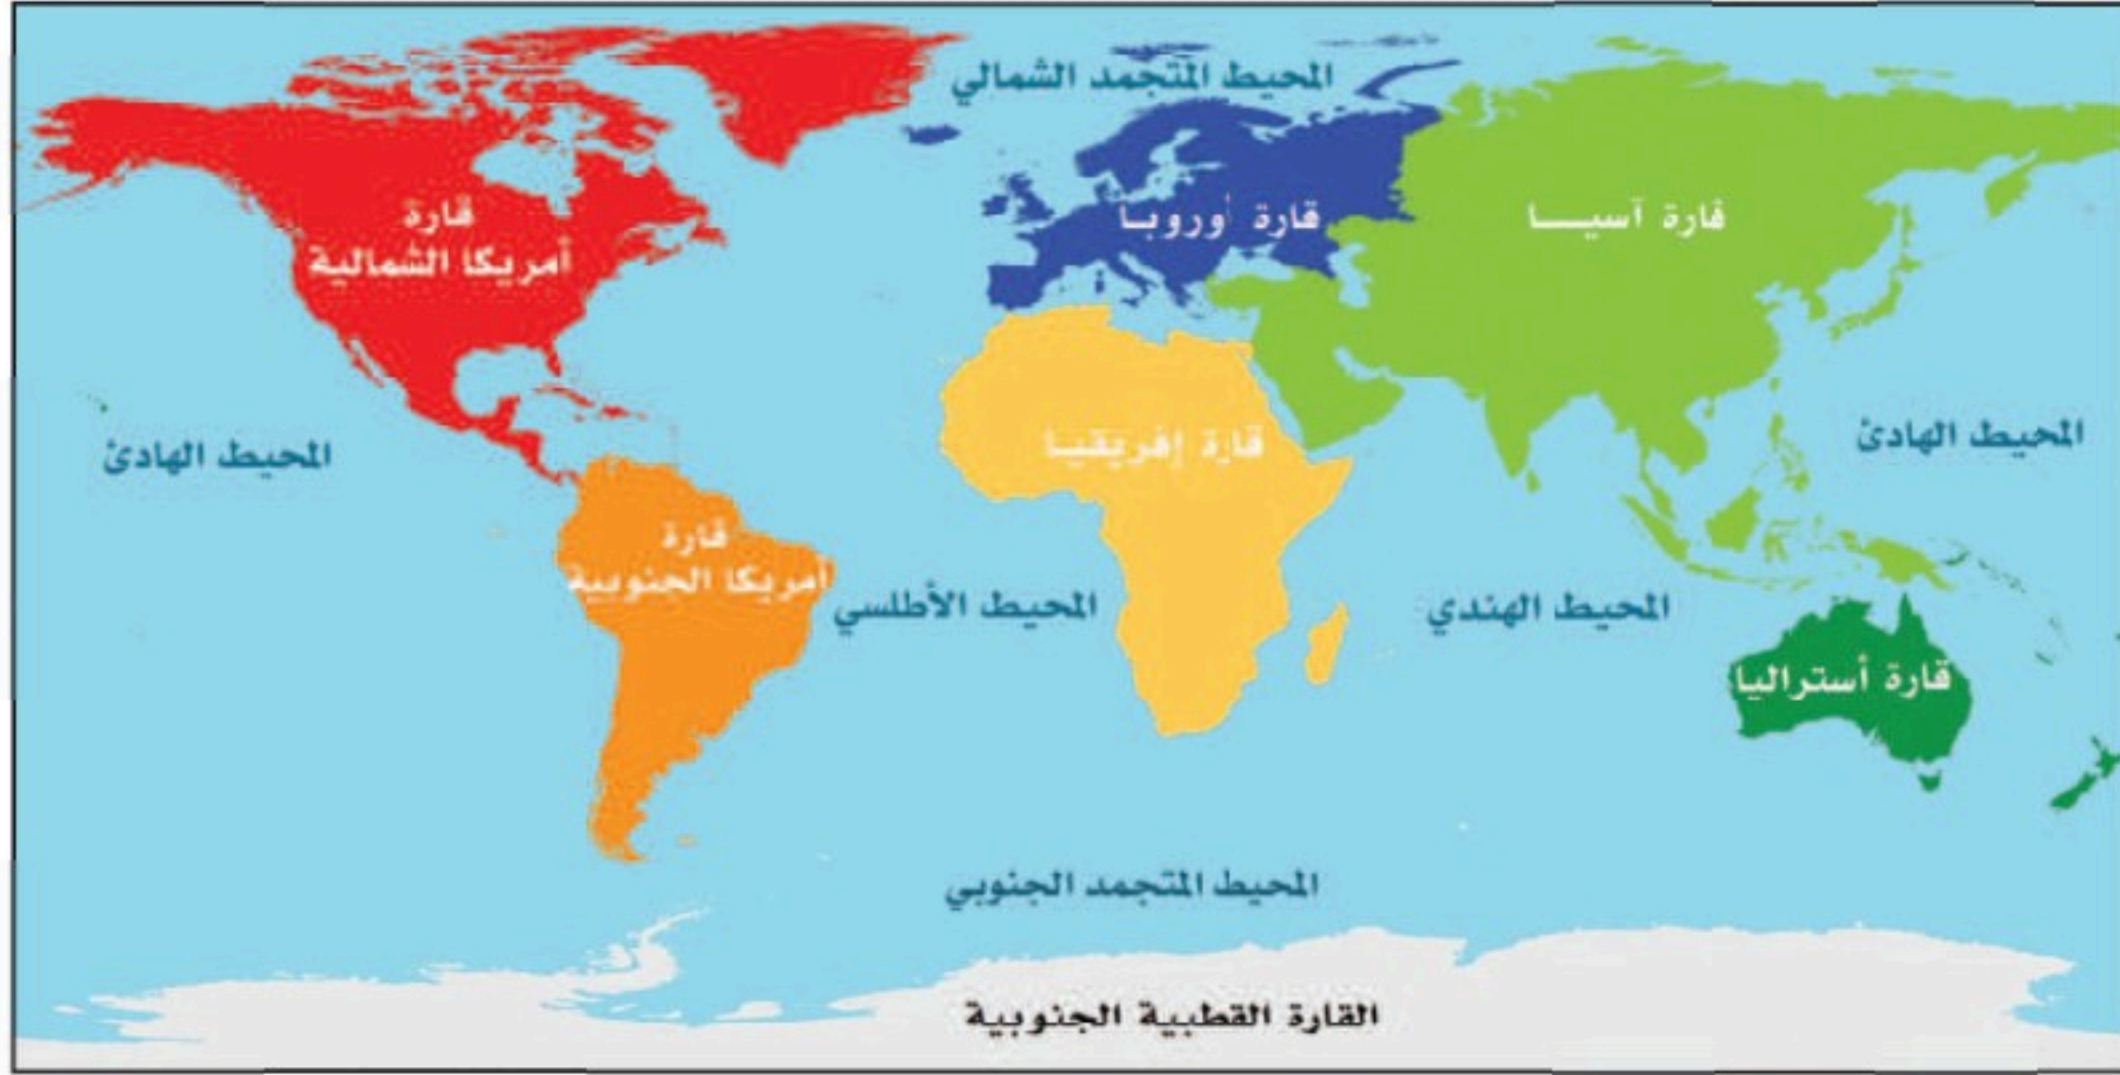 المحيط المتجمد الشمالي
قارة
أمريكا الشمالية
قارة أوروبا
قارة آسيـــا
المحيط الهادئ
قارة إفريقيا
المحيط الهادئ
قارة
أمريكا الجنوبية
المحيط الأطلسي
المحيط الهندي
قارة أستراليا
المحيط المتجمد الجنوبي
القارة القطبية الجنوبية